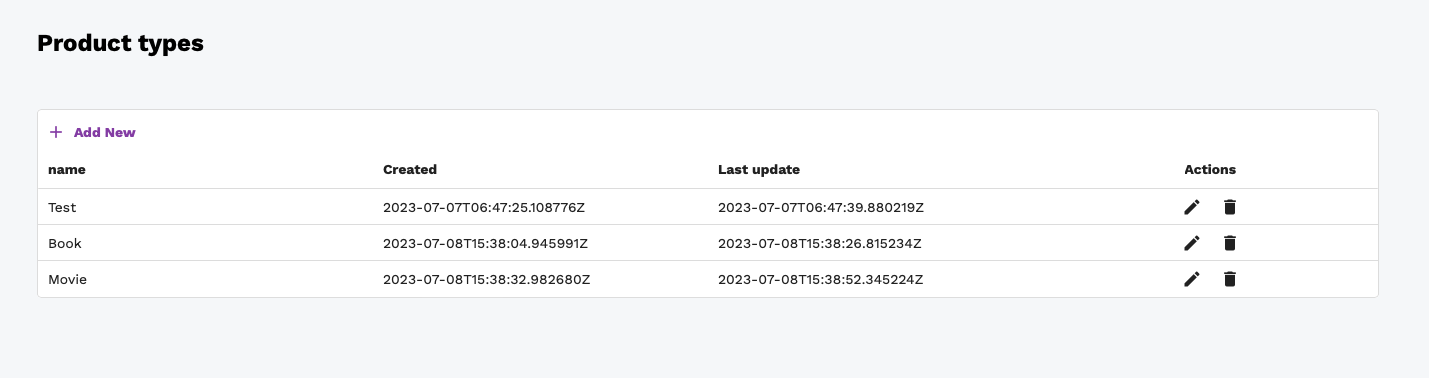 Product types
Add New
name Created Last update Actions
Test 2023-07-07T06:47:25.108776Z 2023-07-07T06:47:39.880219Z
Book 2023-07-08T15:38:04.945991Z 2023-07-08T15:38:26.815234Z
Movie 2023-07-08T15:38:32.982680Z 2023-07-08T15:38:52.345224Z